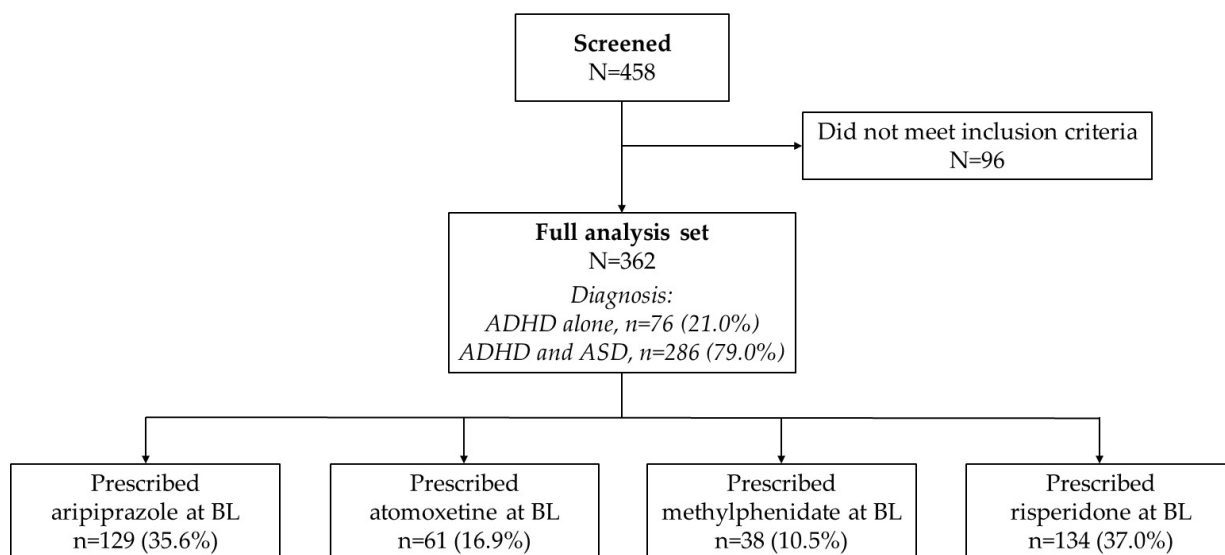 Screened
N=458
Did not meet inclusion criteria
N=96
Full analysis set
N=362
Diagnosis:
ADHD alone, n=76 (21.0%)
ADHD and ASD, n=286 (79.0%)
Prescribed
aripiprazole at BL
n=129 (35.6%)
Prescribed
atomoxetine at BL
n=61 (16.9%)
Prescribed
methylphenidate at BL
n=38 (10.5%)
Prescribed
risperidone at BL
n=134 (37.0%)